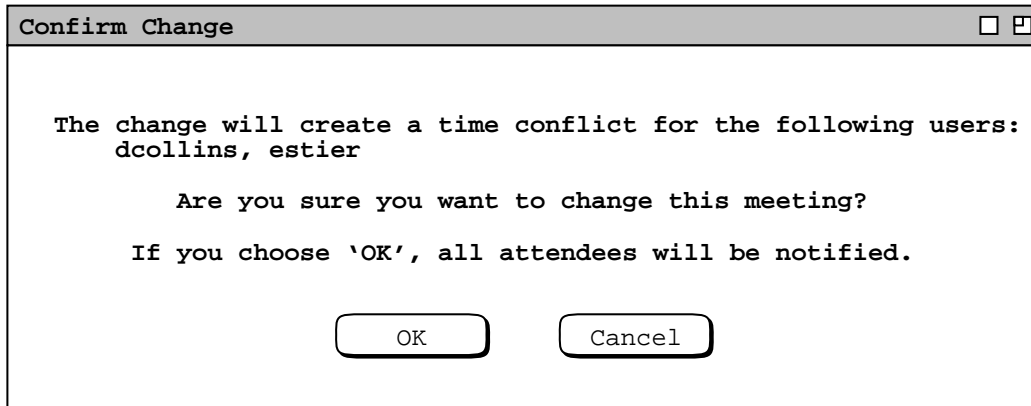 Confirm Change
The change will create a time conflict for the following users:
dcollins, estier
Are you sure you want to change this meeting?
If you choose ‘OK’, all attendees will be notified.
OK Cancel